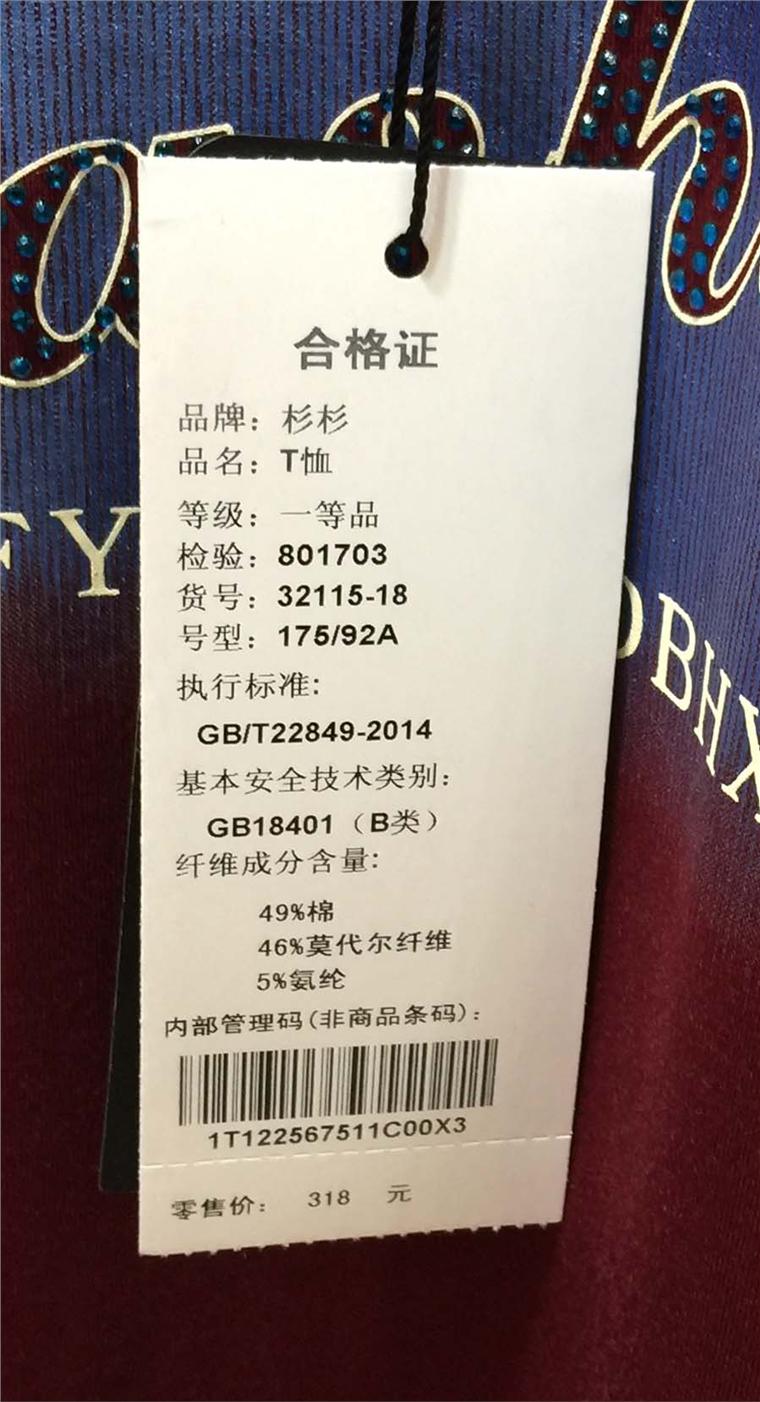 合格证
品牌：杉杉
品名：T恤
等级：一等品
检验：801703
货号：32115-18
号型：175/92A
执行标准:
GB/T22849-2014
基本安全技术类别：
GB18401（B类）
纤维成分含量:
49%棉
46%莫代尔纤维
5%氨纶
内部管理码(非商品条码)：
1T122567511C00X3
零售价： 318 元
FY
OBHX